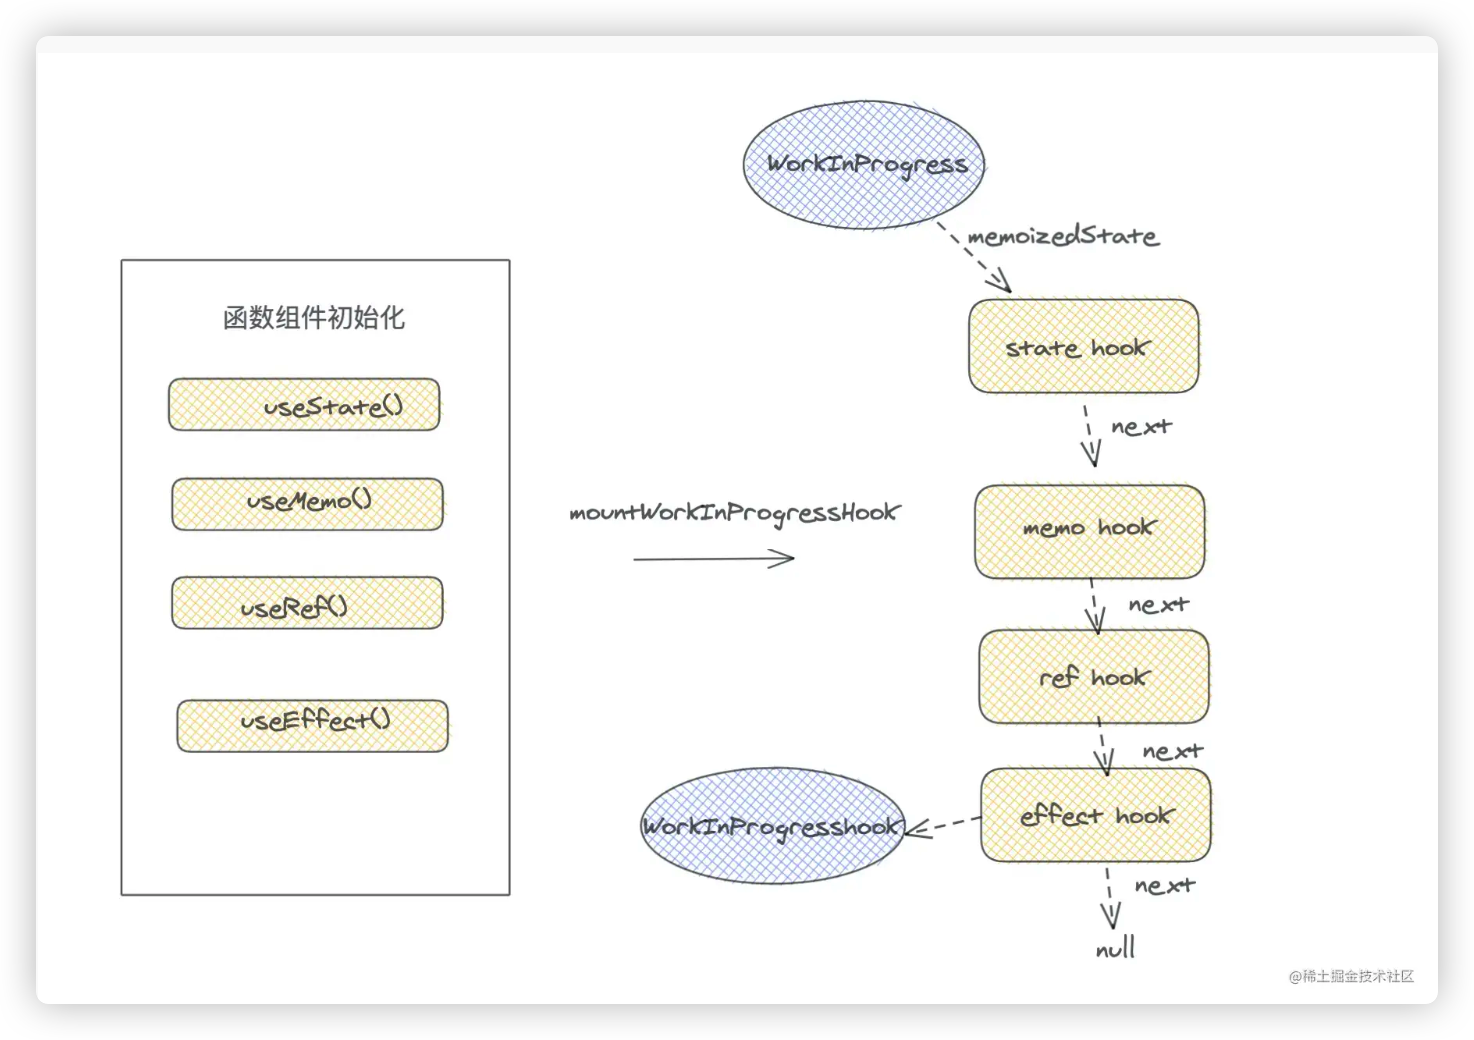 函数组件初始化
useState()
useMemo()
useRef()
useEffect()
mountWorkInProgressHook
WorkInProgress
memoizedState
state hook
next
memo hook
next
ref hook
next
effect hook
WorkInProgresshook
next
null
@稀土掘金技术社区